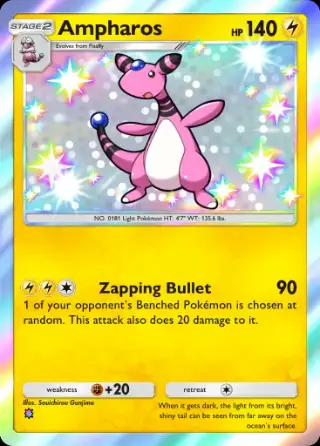 STAGE 2 Ampharos HP 140
Evolves from Flaaffy
NO. 0181 Light Pokémon HT: 4'7" WT: 135.6 lbs.
Zapping Bullet 90
1 of your opponent's Benched Pokémon is chosen at
random. This attack also does 20 damage to it.
weakness +20 retreat
Illus. Souichirou Gunjima
When it gets dark, the light from its bright,
shiny tail can be seen from far away on the
ocean's surface.